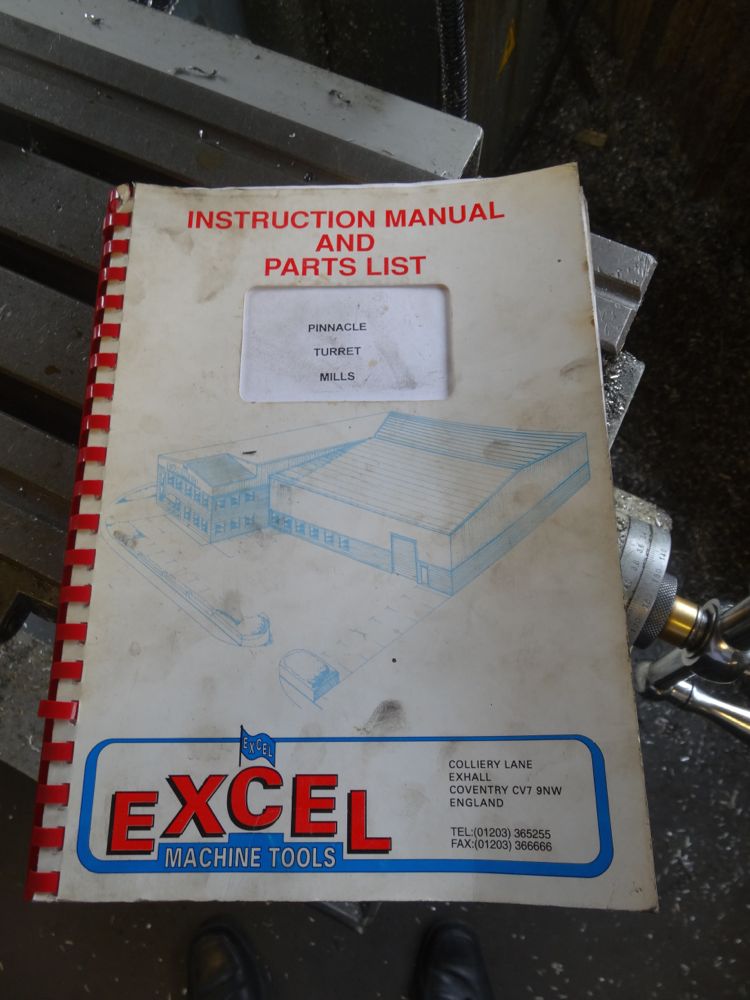 INSTRUCTION MANUAL
AND
PARTS LIST
PINNACLE
TURRET
MILLS
EXCEL
EXCEL
MACHINE TOOLS
COLLIERY LANE
EXHALL
COVENTRY CV7 9NW
ENGLAND
TEL:(01203) 365255
FAX:(01203) 366666